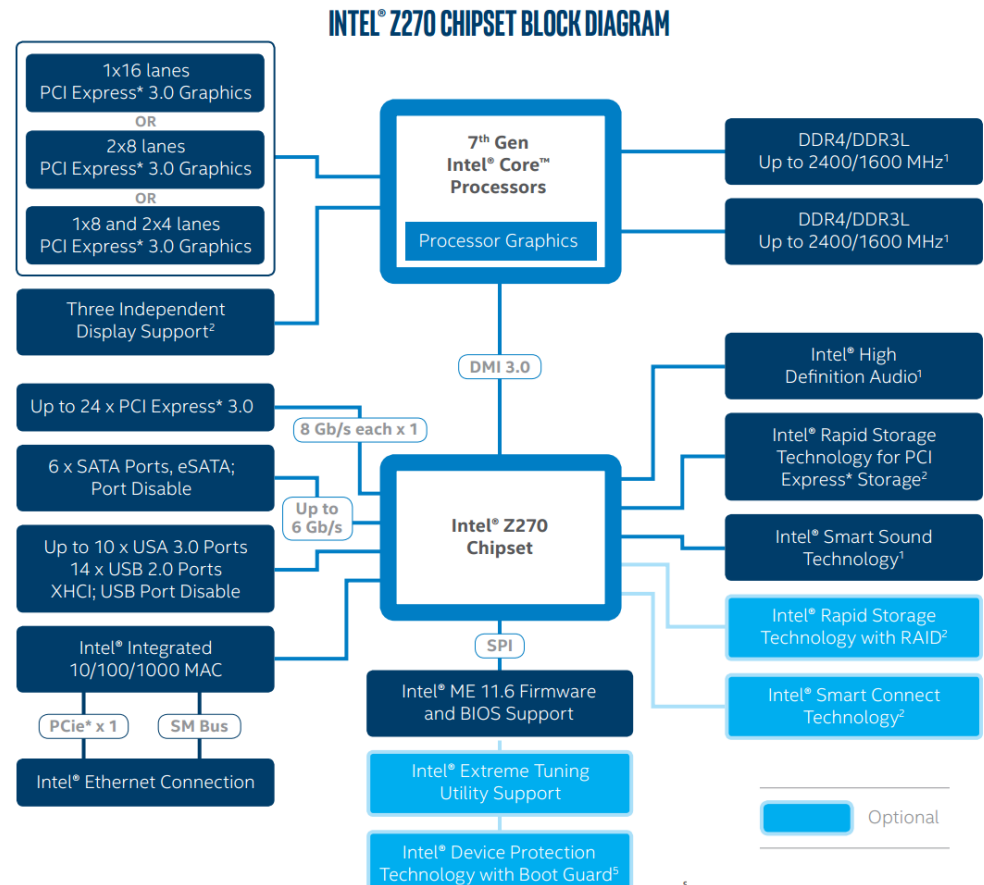 INTEL® Z270 CHIPSET BLOCK DIAGRAM
1x16 lanes
PCI Express* 3.0 Graphics
OR
2x8 lanes
PCI Express* 3.0 Graphics
OR
1x8 and 2x4 lanes
PCI Express* 3.0 Graphics
Three Independent
Display Support²
7th Gen
Intel® Core™
Processors
Processor Graphics
DDR4/DDR3L
Up to 2400/1600 MHz¹
DDR4/DDR3L
Up to 2400/1600 MHz¹
DMI 3.0
Up to 24 x PCI Express* 3.0
8 Gb/s each x 1
6 x SATA Ports, eSATA;
Port Disable
Up to
6 Gb/s
Up to 10 x USA 3.0 Ports
14 x USB 2.0 Ports
XHCI; USB Port Disable
Intel® Integrated
10/100/1000 MAC
PCIe* x 1
SM Bus
Intel® Ethernet Connection
Intel® Z270
Chipset
SPI
Intel® ME 11.6 Firmware
and BIOS Support
Intel® Extreme Tuning
Utility Support
Intel® Device Protection
Technology with Boot Guard⁵
Intel® High
Definition Audio¹
Intel® Rapid Storage
Technology for PCI
Express* Storage²
Intel® Smart Sound
Technology¹
Intel® Rapid Storage
Technology with RAID²
Intel® Smart Connect
Technology²
Optional